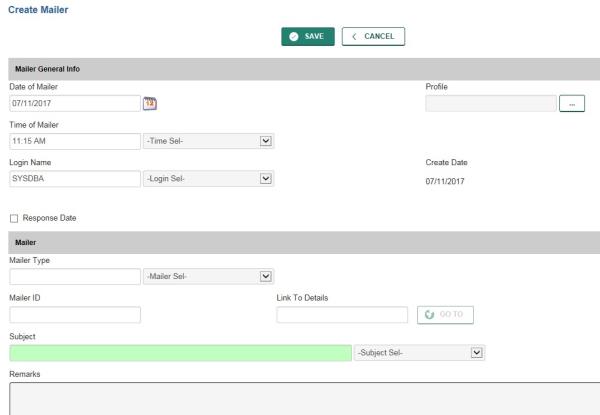 Create Mailer
SAVE < CANCEL
Mailer General Info
Date of Mailer Profile
07/11/2017 12 ...
Time of Mailer
11:15 AM -Time Sel-
Login Name Create Date
SYSDBA -Login Sel- 07/11/2017
Response Date
Mailer
Mailer Type
-Mailer Sel-
Mailer ID Link To Details
GO TO
Subject
-Subject Sel-
Remarks